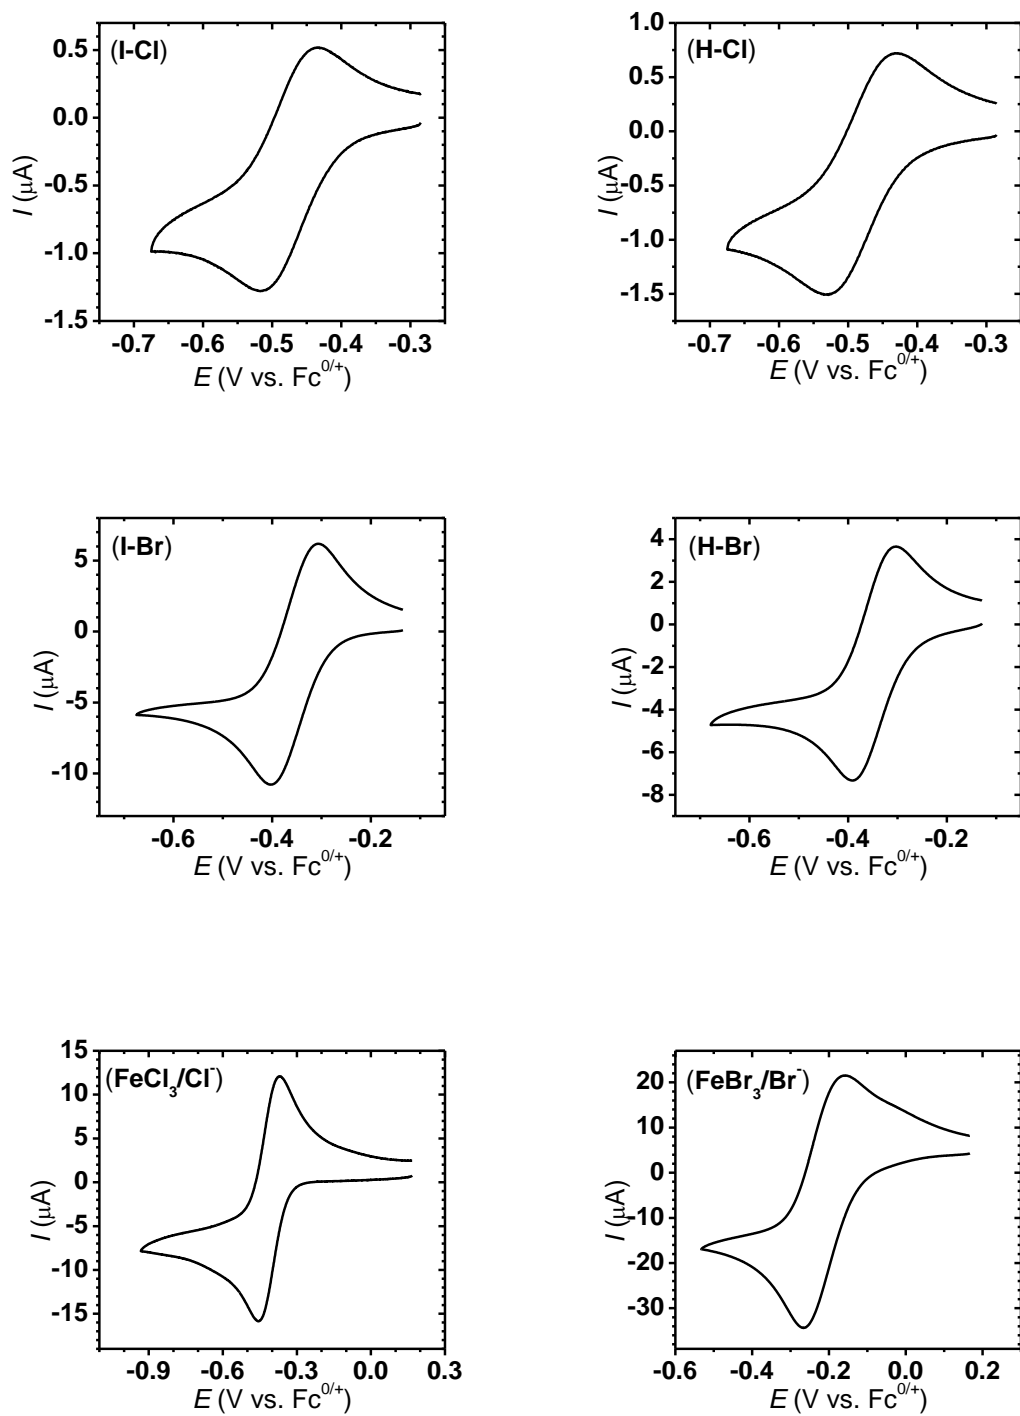 (I-Cl)
0.5
0.0
-0.5
-1.0
-1.5
I (μA)
-0.7 -0.6 -0.5 -0.4 -0.3
E (V vs. Fc0/+)
(H-Cl)
1.0
0.5
0.0
-0.5
-1.0
-1.5
I (μA)
-0.7 -0.6 -0.5 -0.4 -0.3
E (V vs. Fc0/+)
(I-Br)
5
0
-5
-10
I (μA)
-0.6 -0.4 -0.2
E (V vs. Fc0/+)
(H-Br)
4
2
0
-2
-4
-6
-8
I (μA)
-0.6 -0.4 -0.2
E (V vs. Fc0/+)
(FeCl3/Cl-)
15
10
5
0
-5
-10
-15
I (μA)
-0.9 -0.6 -0.3 0.0 0.3
E (V vs. Fc0/+)
(FeBr3/Br-)
20
10
0
-10
-20
-30
I (μA)
-0.4 -0.2 0.0 0.2
E (V vs. Fc0/+)